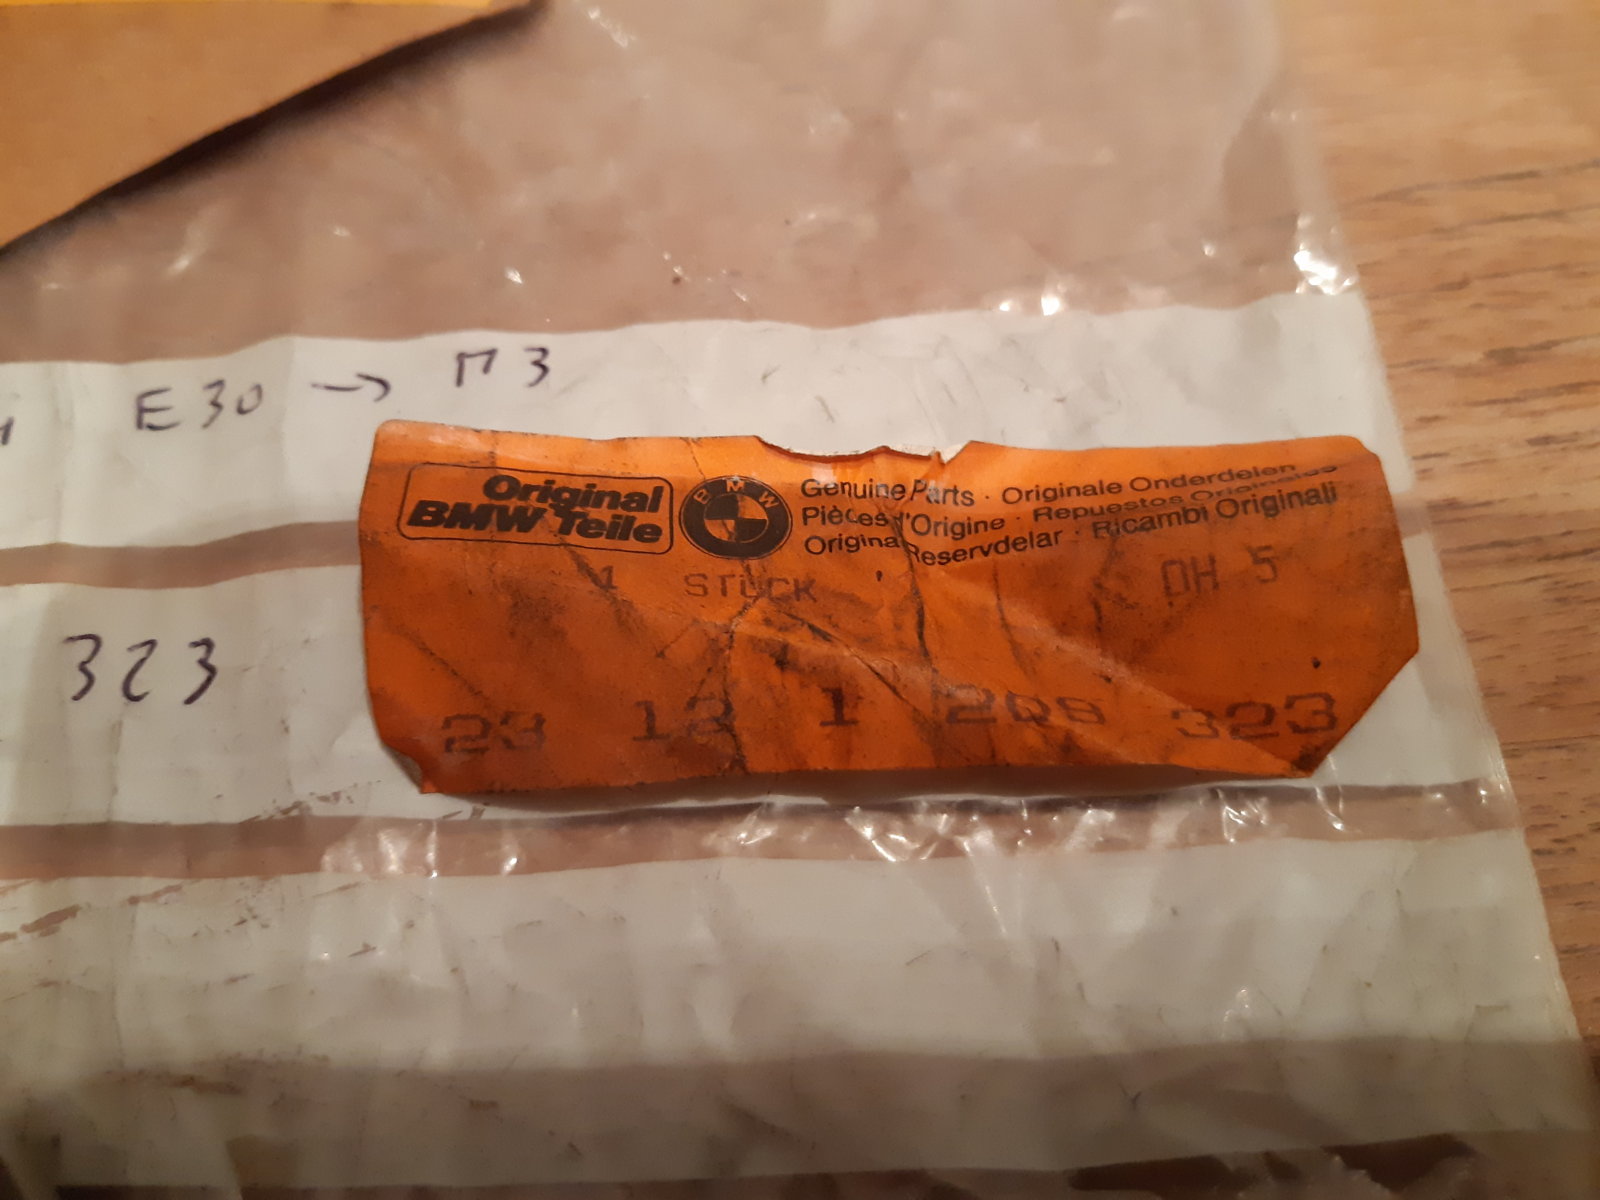 E30 → M3
Original
BMW Teile
BMW
Genuine Parts · Originale Onderdelen
Pièces d'Origine · Repuestos Originales
Original Reservdelar · Ricambi Originali
1 STÜCK DH 5
23 12 1 208 323
323